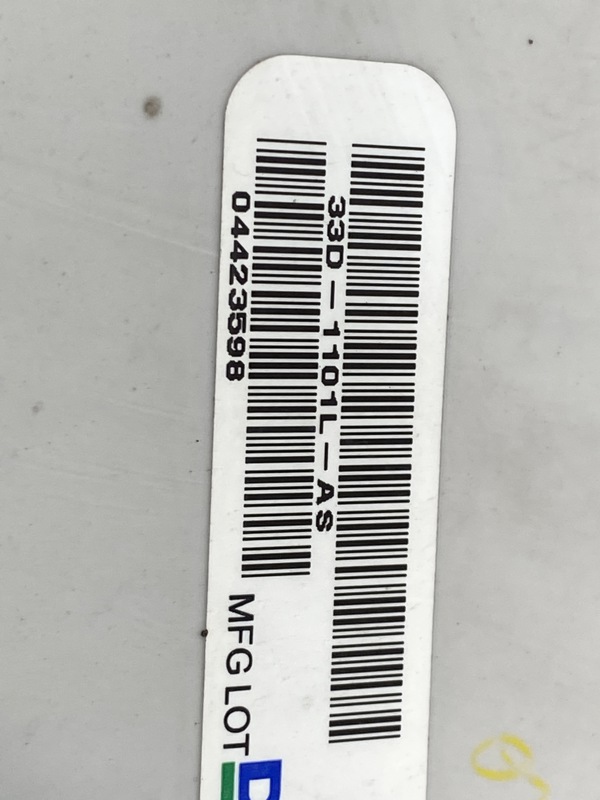 33D-1101L-AS
04423598
MFG LOT
D